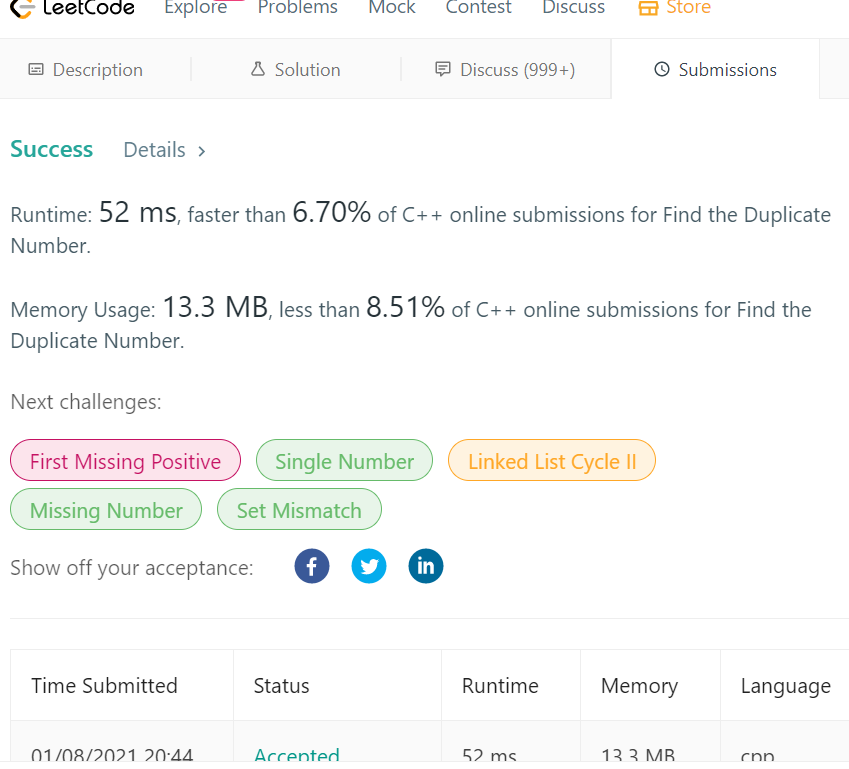 LeetCode Explore Problems Mock Contest Discuss Store
Description Solution Discuss (999+) Submissions
Success Details >
Runtime: 52 ms, faster than 6.70% of C++ online submissions for Find the Duplicate
Number.
Memory Usage: 13.3 MB, less than 8.51% of C++ online submissions for Find the
Duplicate Number.
Next challenges:
First Missing Positive Single Number Linked List Cycle II
Missing Number Set Mismatch
Show off your acceptance: f in
Time Submitted Status Runtime Memory Language
01/08/2021 20:44 Accepted 52 ms 13.3 MB cpp